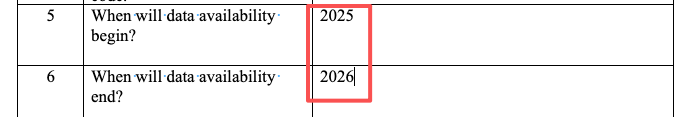 5 When will data availability 2025
begin?
6 When will data availability 2026
end?